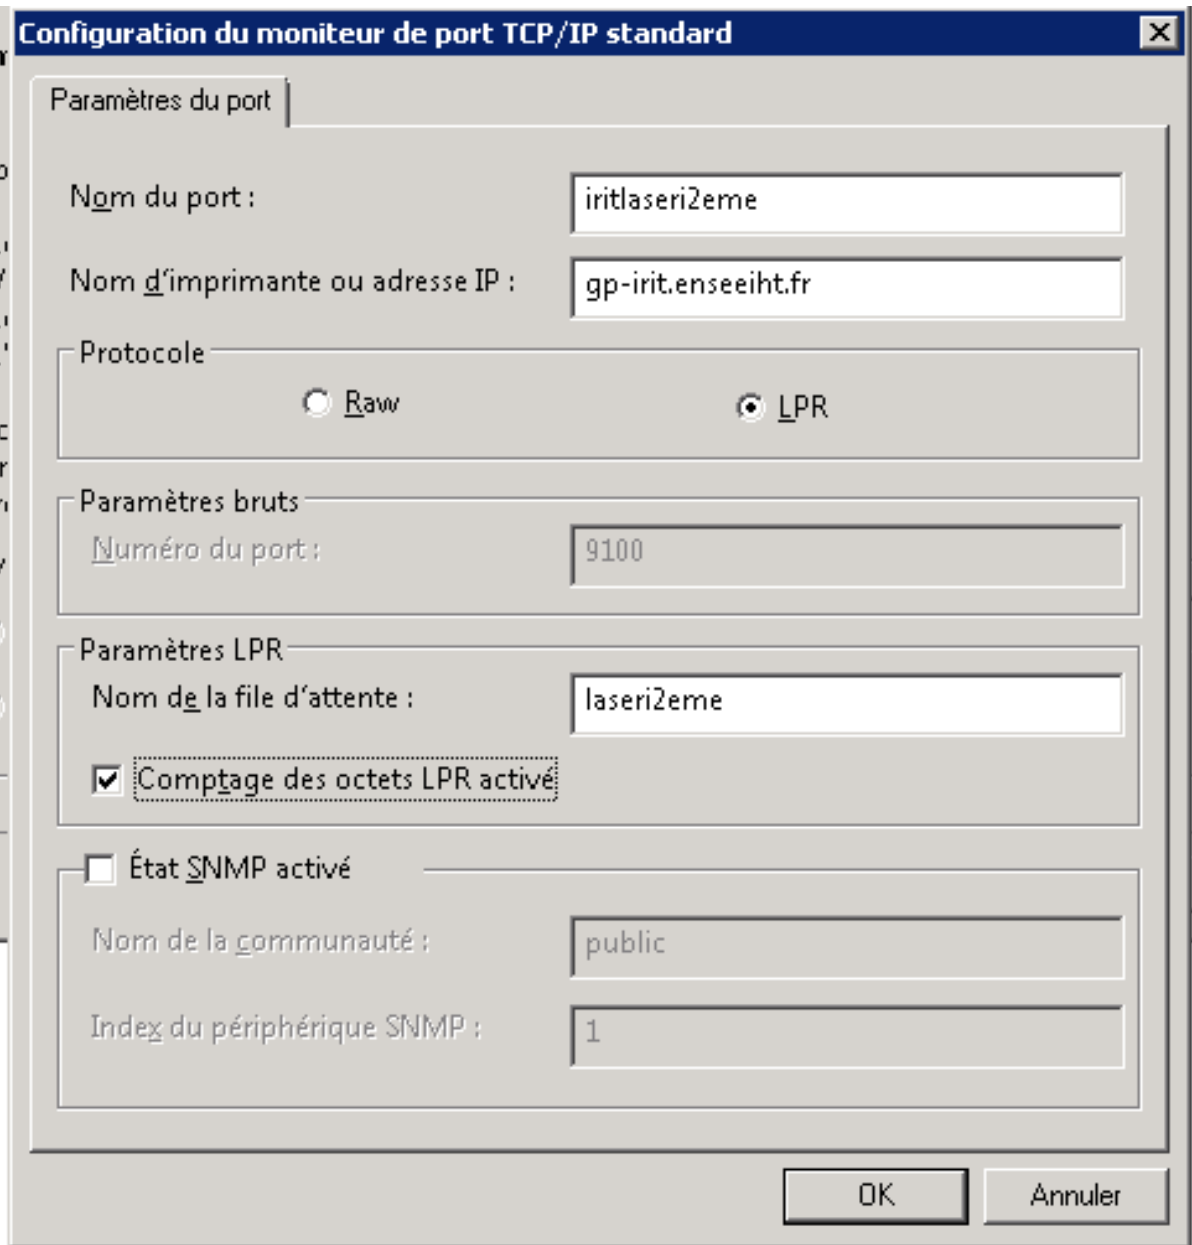 Configuration du moniteur de port TCP/IP standard
Paramètres du port
Nom du port : iritlaseri2eme
Nom d'imprimante ou adresse IP : gp-irit.enseeiht.fr
Protocole
Raw LPR
Paramètres bruts
Numéro du port : 9100
Paramètres LPR
Nom de la file d'attente : laseri2eme
Comptage des octets LPR activé
État SNMP activé
Nom de la communauté : public
Index du périphérique SNMP : 1
OK Annuler